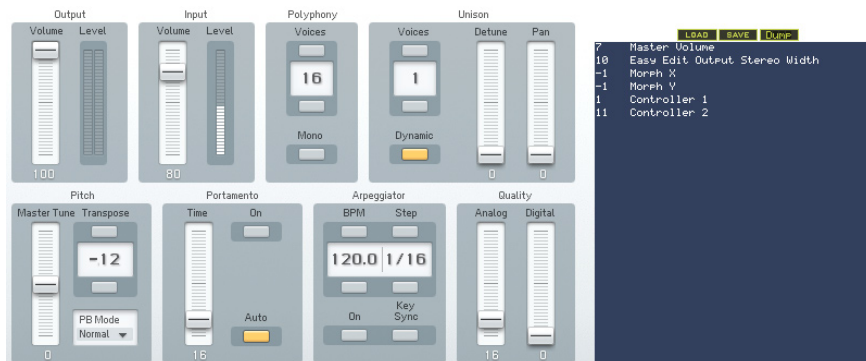 Output
Input
Polyphony
Unison
Volume Level
Volume Level
Voices
Voices Detune Pan
16
1
Mono
Dynamic
100
80
0 0
LOAD SAVE Dump
7 Master Volume
10 Easy Edit Output Stereo Width
-1 Morph X
-1 Morph Y
1 Controller 1
11 Controller 2
Pitch
Portamento
Arpeggiator
Quality
Master Tune Transpose
Time On
BPM Step
Analog Digital
-12
120.0 1/16
PB Mode
Normal
Auto
On Key
Sync
0
16
16 0